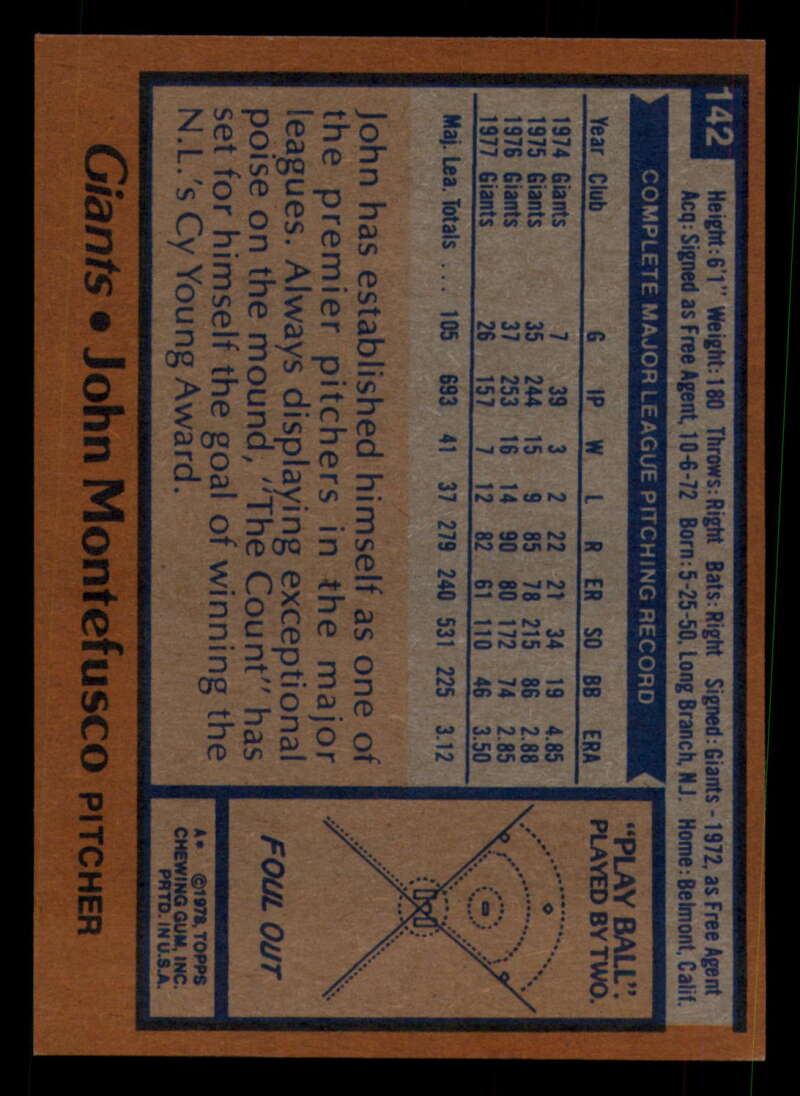 142
Height: 6'1" Weight: 180 Throws: Right Bats: Right Signed: Giants - 1972, as Free Agent
Acq: Signed as Free Agent, 10-6-72 Born: 5-25-50, Long Branch, N.J. Home: Belmont, Calif.
COMPLETE MAJOR LEAGUE PITCHING RECORD
Year Club G IP W L R ER SO BB ERA
1974 Giants 7 39 3 2 22 21 34 19 4.85
1975 Giants 35 244 15 9 85 78 215 86 2.88
1976 Giants 37 253 16 14 90 80 172 74 2.85
1977 Giants 26 157 7 12 82 61 110 46 3.50
Maj. Lea. Totals ... 105 693 41 37 279 240 531 225 3.12
John has established himself as one of
the premier pitchers in the major
leagues. Always displaying exceptional
poise on the mound, "The Count" has
set for himself the goal of winning the
N.L.'s Cy Young Award.
"PLAY BALL":
PLAYED BY TWO.
FOUL OUT
A* ©1978, TOPPS
CHEWING GUM, INC.
PRTD. IN U.S.A.
Giants • John Montefusco PITCHER